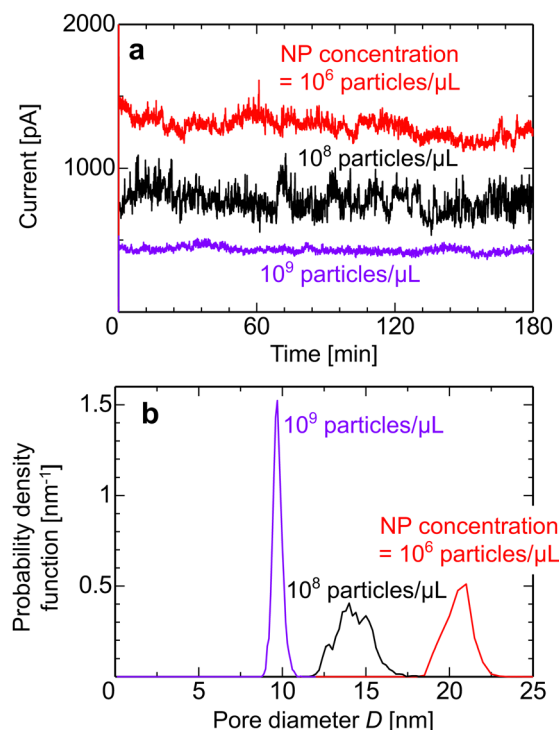 a
2000
1000
0
Current [pA]
NP concentration
= 10⁶ particles/µL
10⁸ particles/µL
10⁹ particles/µL
0 60 120 180
Time [min]
b
1.5
1
0.5
0
Probability density
function [nm⁻¹]
10⁹ particles/µL
NP concentration
= 10⁶ particles/µL
10⁸ particles/µL
0 5 10 15 20 25
Pore diameter D [nm]